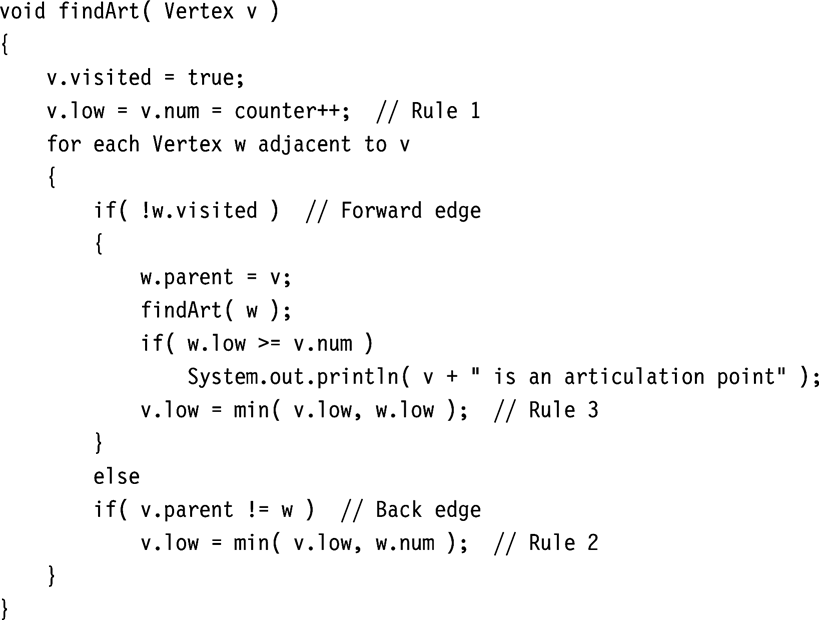 void findArt( Vertex v )
{
    v.visited = true;
    v.low = v.num = counter++;  // Rule 1
    for each Vertex w adjacent to v
    {
        if( !w.visited )  // Forward edge
        {
            w.parent = v;
            findArt( w );
            if( w.low >= v.num )
                System.out.println( v + " is an articulation point" );
            v.low = min( v.low, w.low );  // Rule 3
        }
        else
        if( v.parent != w )  // Back edge
            v.low = min( v.low, w.num );  // Rule 2
    }
}